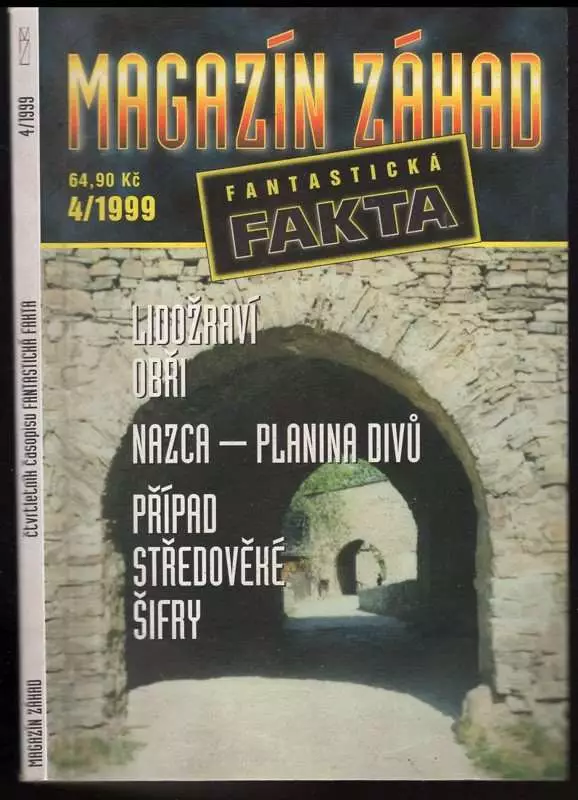 MAGAZÍN ZÁHAD
64,90 Kč
4/1999
FANTASTICKÁ
FAKTA
LIDOŽRAVÍ
OBŘI
NAZCA — PLANINA DIVŮ
PŘÍPAD
STŘEDOVĚKÉ
ŠIFRY
4/1999
čtvrtletník časopisu FANTASTICKÁ FAKTA
MAGAZÍN ZÁHAD